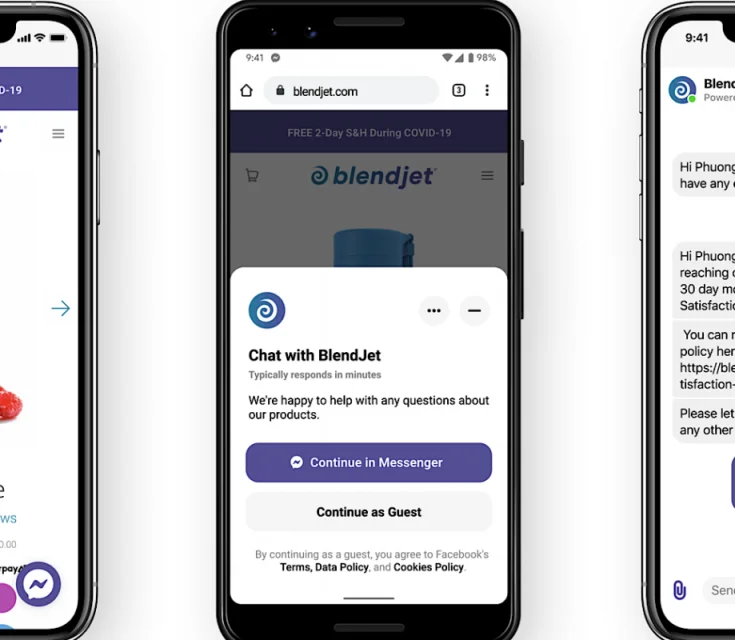 D-19
ws
0.00
rpay
9:41
98%
blendjet.com
3
FREE 2-Day S&H During COVID-19
blendjet
Chat with BlendJet
Typically responds in minutes
We're happy to help with any questions about
our products.
Continue in Messenger
Continue as Guest
By continuing as a guest, you agree to Facebook's
Terms, Data Policy, and Cookies Policy.
9:41
Blend
Powere
Hi Phuong
have any
Hi Phuong
reaching
30 day mo
Satisfactio
You can r
policy her
https://ble
tisfaction-
Please let
any other
Send